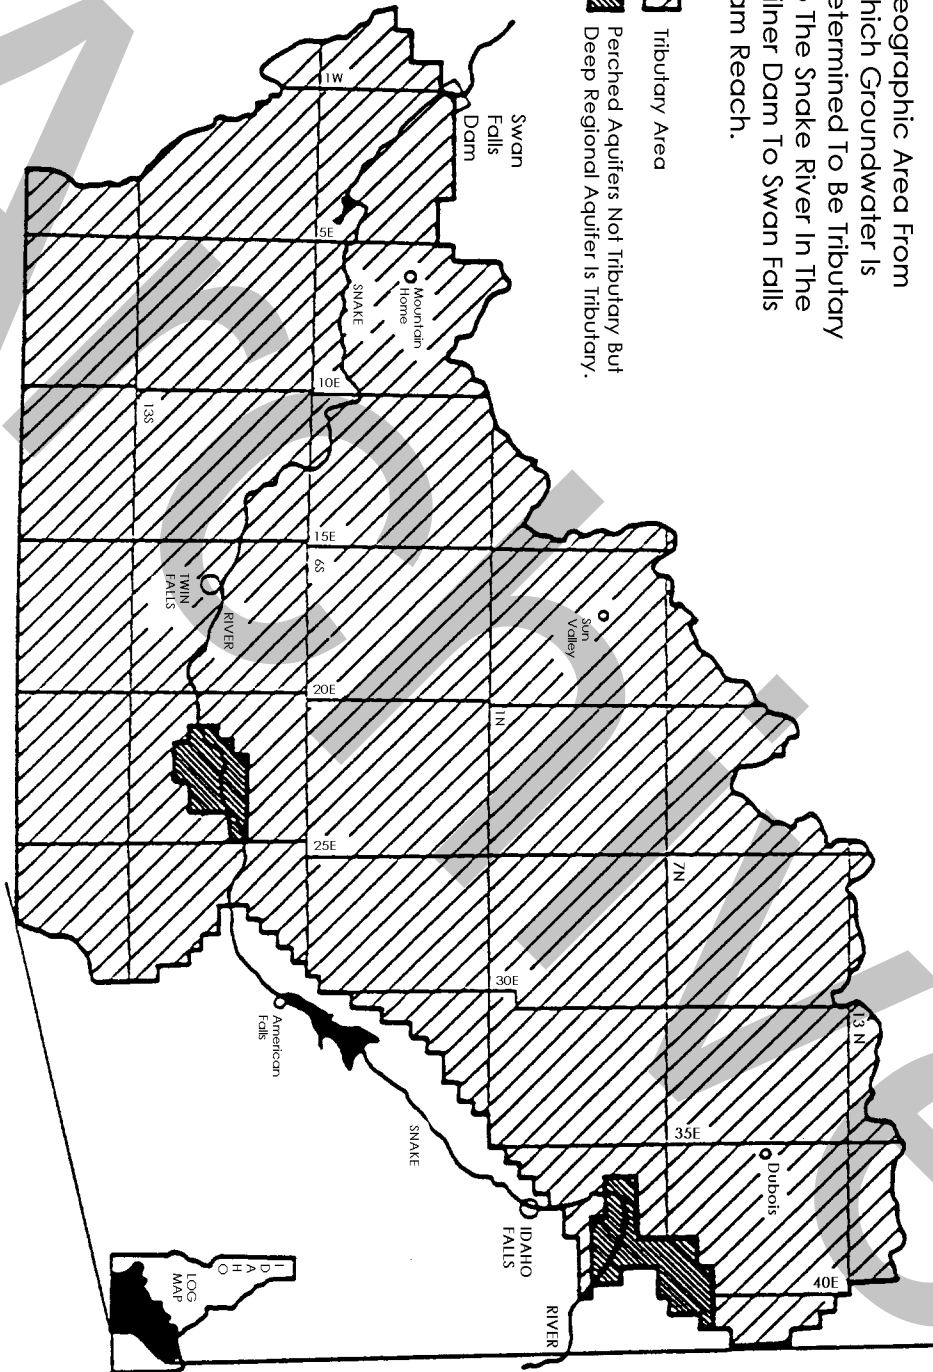 eographic Area From
hich Groundwater Is
etermined To Be Tributary
o The Snake River In The
ilner Dam To Swan Falls
am Reach.
Tributary Area
Perched Aquifers Not Tributary But
Deep Regional Aquifer Is Tributary.
Swan
Falls
Dam
1W
5E
10E
15E
20E
25E
30E
35E
40E
13S
6S
1N
7N
13 N
Mountain
Home
SNAKE
TWIN
FALLS
RIVER
Sun
Valley
American
Falls
SNAKE
IDAHO
FALLS
RIVER
Dubois
IDAHO
LOG
MAP
Archive